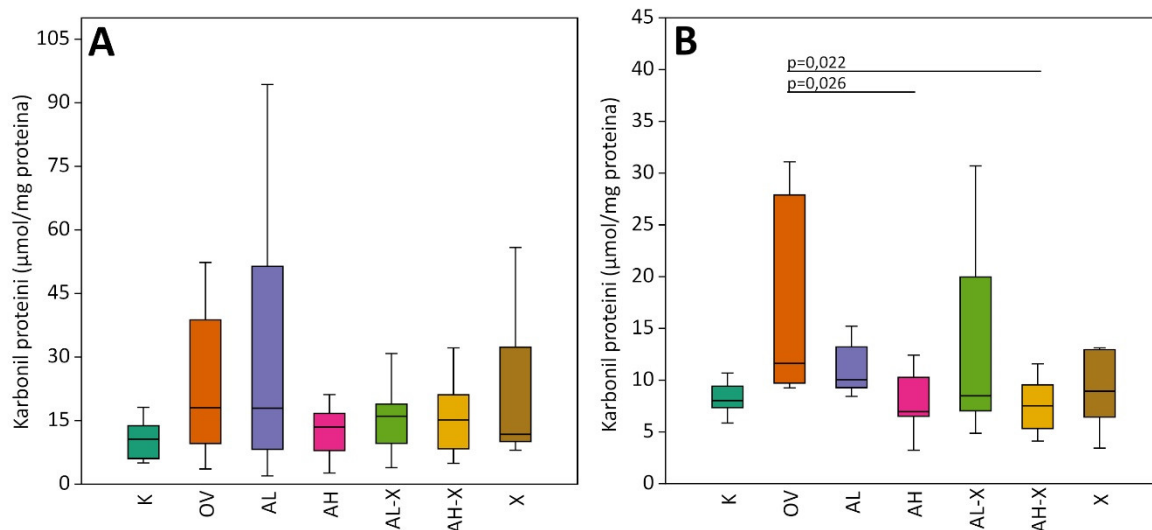 A
Karbonil proteini (µmol/mg proteina)
105
90
75
60
45
30
15
0
K
OV
AL
AH
AL-X
AH-X
X
B
Karbonil proteini (µmol/mg proteina)
45
40
35
30
25
20
15
10
5
0
p=0,022
p=0,026
K
OV
AL
AH
AL-X
AH-X
X